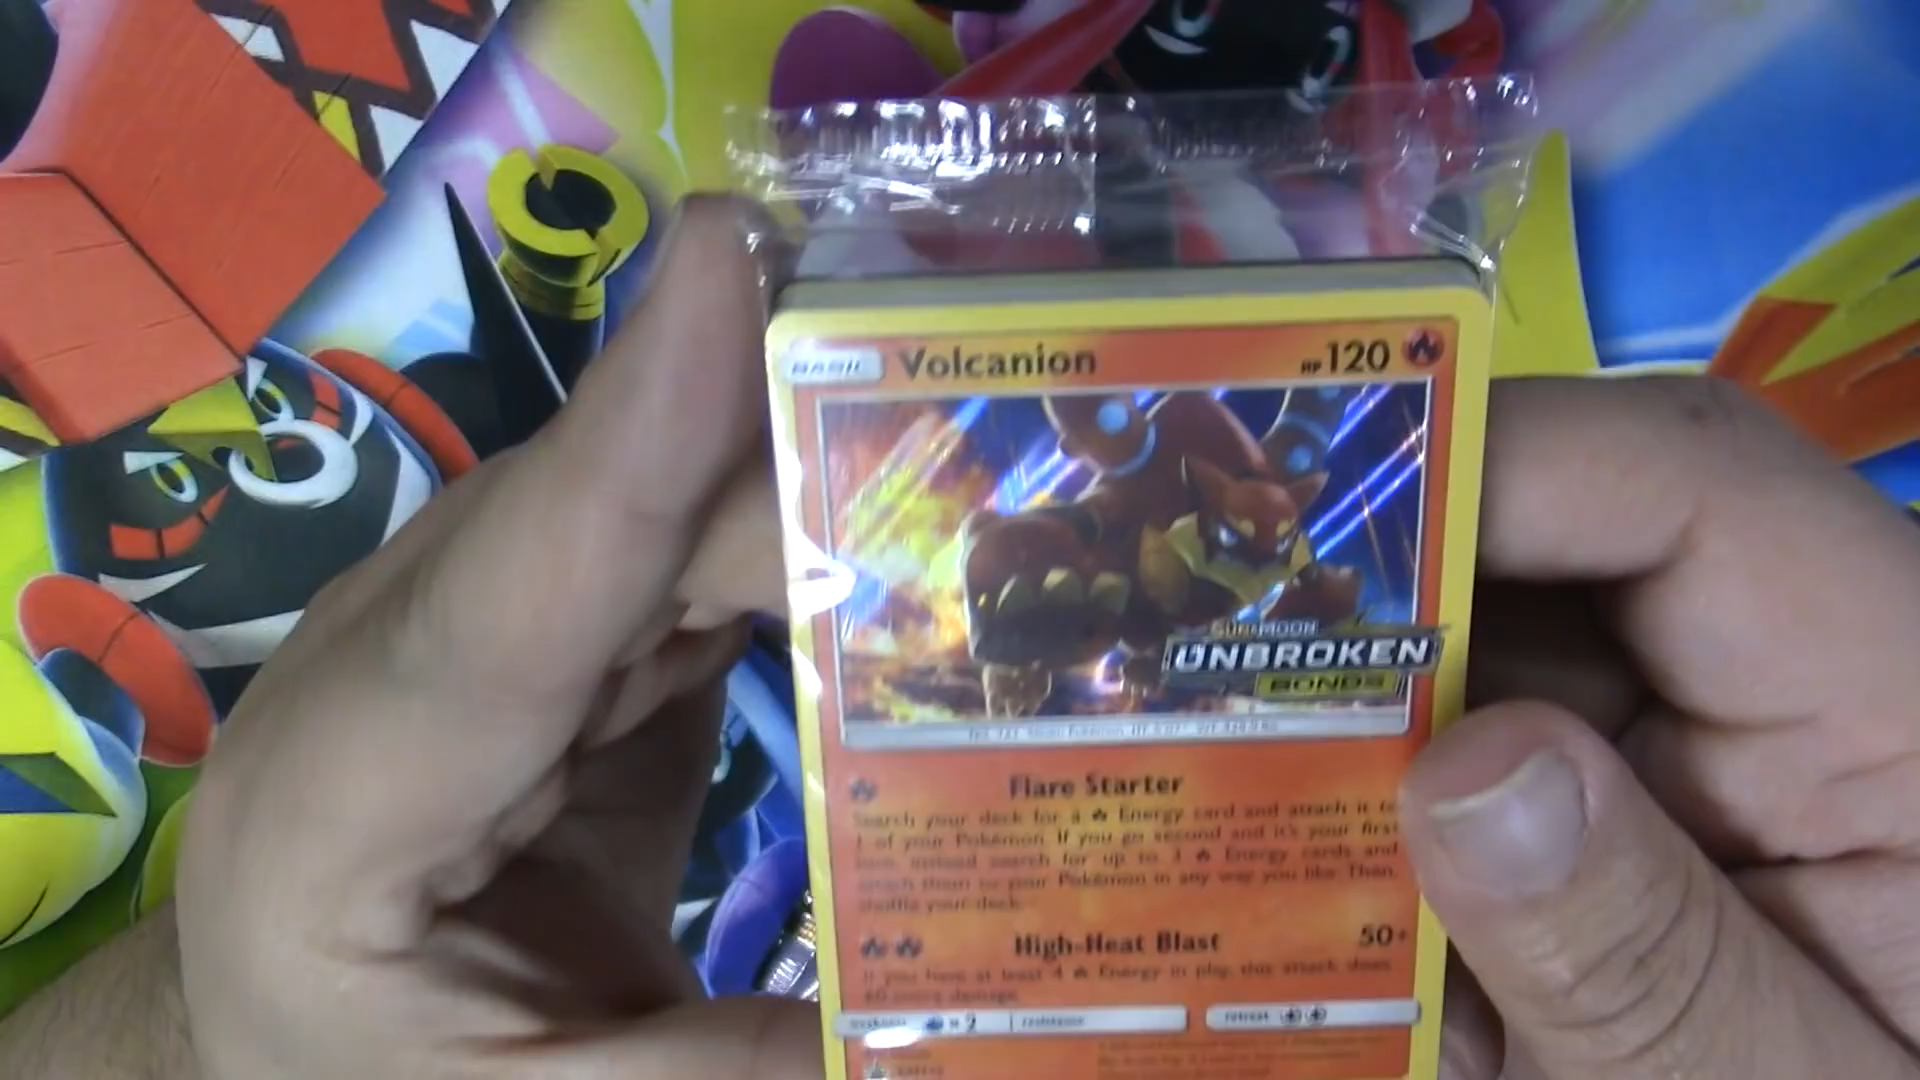 BASIC Volcanion HP 120
SUN & MOON
UNBROKEN
BONDS
Flare Starter
Search your deck for a Energy card and attach it to
1 of your Pokémon. If you go second and it's your first
turn, instead search for up to 3 Energy cards and
attach them to your Pokémon in any way you like. Then,
shuffle your deck.
High-Heat Blast 50+
If you have at least 4 Energy in play, this attack does
60 more damage.
weakness ×2 resistance retreat